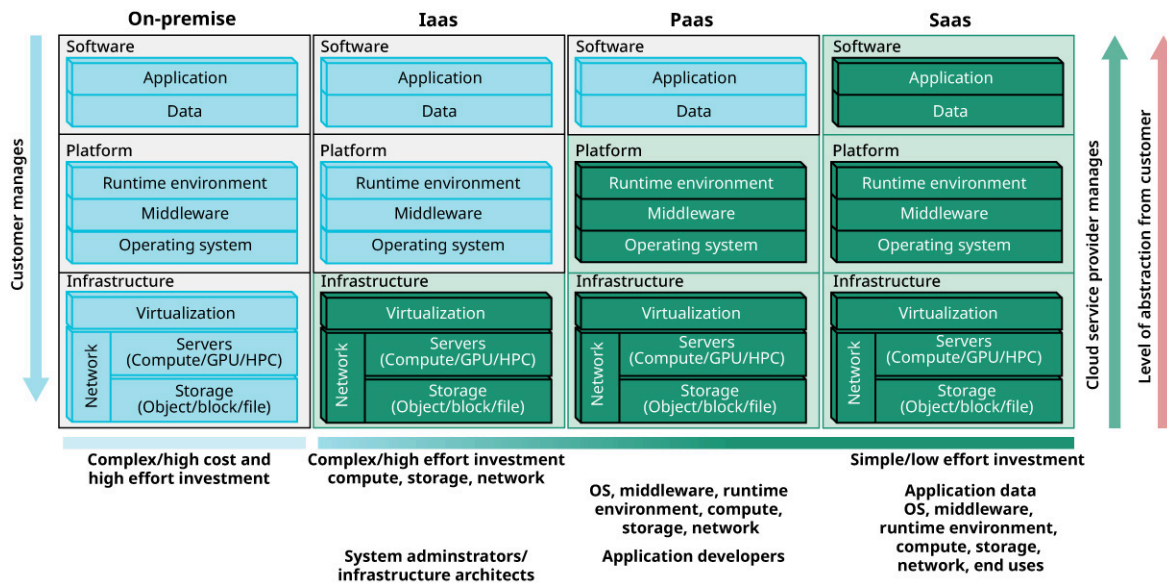 On-premise
Iaas
Paas
Saas
Customer manages
Software
Application
Data
Platform
Runtime environment
Middleware
Operating system
Infrastructure
Virtualization
Network
Servers
(Compute/GPU/HPC)
Storage
(Object/block/file)
Software
Application
Data
Platform
Runtime environment
Middleware
Operating system
Infrastructure
Virtualization
Network
Servers
(Compute/GPU/HPC)
Storage
(Object/block/file)
Software
Application
Data
Platform
Runtime environment
Middleware
Operating system
Infrastructure
Virtualization
Network
Servers
(Compute/GPU/HPC)
Storage
(Object/block/file)
Software
Application
Data
Platform
Runtime environment
Middleware
Operating system
Infrastructure
Virtualization
Network
Servers
(Compute/GPU/HPC)
Storage
(Object/block/file)
Cloud service provider manages
Level of abstraction from customer
Complex/high cost and
high effort investment
Complex/high effort investment
compute, storage, network
System adminstrators/
infrastructure architects
OS, middleware, runtime
environment, compute,
storage, network
Application developers
Simple/low effort investment
Application data
OS, middleware,
runtime environment,
compute, storage,
network, end uses